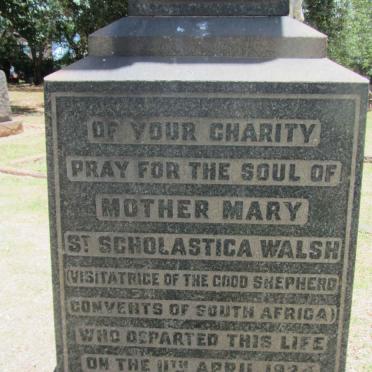 OF YOUR CHARITY
PRAY FOR THE SOUL OF
MOTHER MARY
ST SCHOLASTICA WALSH
(VISITATRICE OF THE GOOD SHEPHERD
CONVENTS OF SOUTH AFRICA)
WHO DEPARTED THIS LIFE
ON THE 11TH APRIL